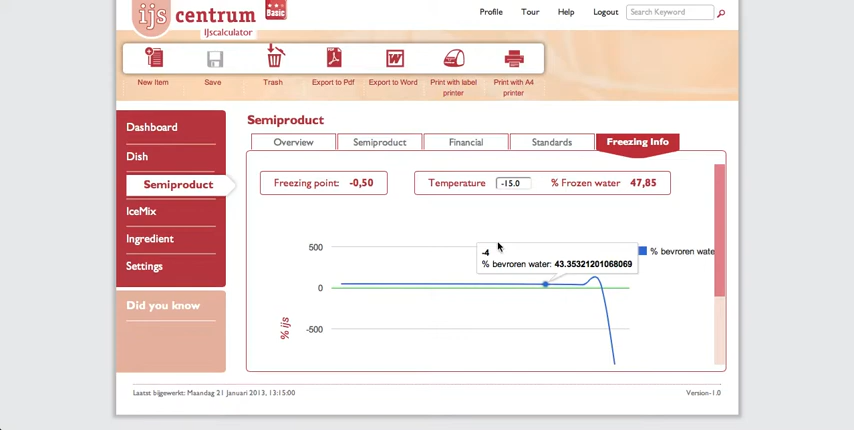 ijs centrum
Basic
IJscalculator
Profile Tour Help Logout Search Keyword
New Item Save Trash Export to Pdf Export to Word Print with label printer Print with A4 printer
Dashboard
Dish
Semiproduct
IceMix
Ingredient
Settings
Did you know
Semiproduct
Overview Semiproduct Financial Standards Freezing Info
Freezing point: -0,50 Temperature -15.0 % Frozen water 47,85
500
0
-500
% ijs
-4
% bevroren water: 43.35321201068069
% bevroren wate
Laatst bijgewerkt: Maandag 21 Januari 2013, 13:15:00 Version-1.0